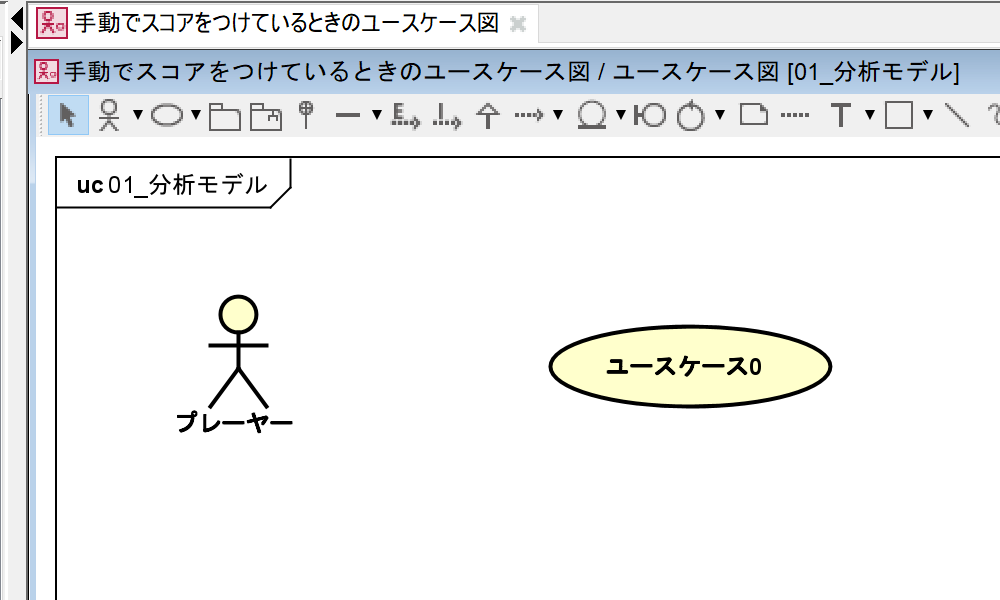 手動でスコアをつけているときのユースケース図
手動でスコアをつけているときのユースケース図 / ユースケース図 [01_分析モデル]
uc 01_分析モデル
プレーヤー
ユースケース0